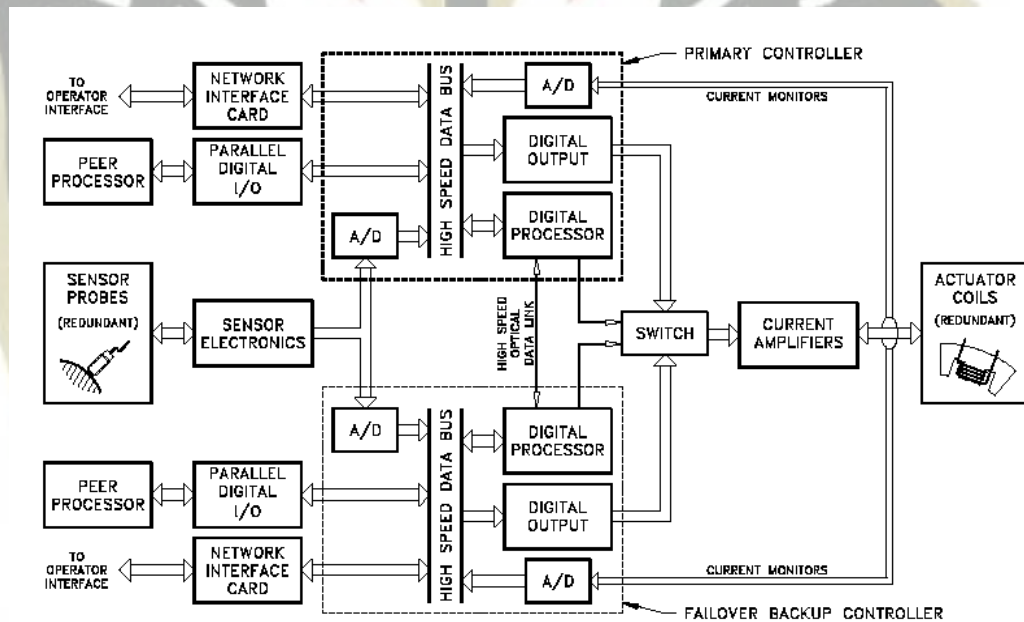 PRIMARY CONTROLLER
TO
OPERATOR
INTERFACE
NETWORK
INTERFACE
CARD
HIGH SPEED DATA BUS
A/D
CURRENT MONITORS
PEER
PROCESSOR
PARALLEL
DIGITAL
I/O
DIGITAL
OUTPUT
A/D
DIGITAL
PROCESSOR
SENSOR
PROBES
(REDUNDANT)
SENSOR
ELECTRONICS
HIGH SPEED
OPTICAL
DATA LINK
SWITCH
CURRENT
AMPLIFIERS
ACTUATOR
COILS
(REDUNDANT)
A/D
HIGH SPEED DATA BUS
DIGITAL
PROCESSOR
PEER
PROCESSOR
PARALLEL
DIGITAL
I/O
DIGITAL
OUTPUT
TO
OPERATOR
INTERFACE
NETWORK
INTERFACE
CARD
A/D
CURRENT MONITORS
FAILOVER BACKUP CONTROLLER